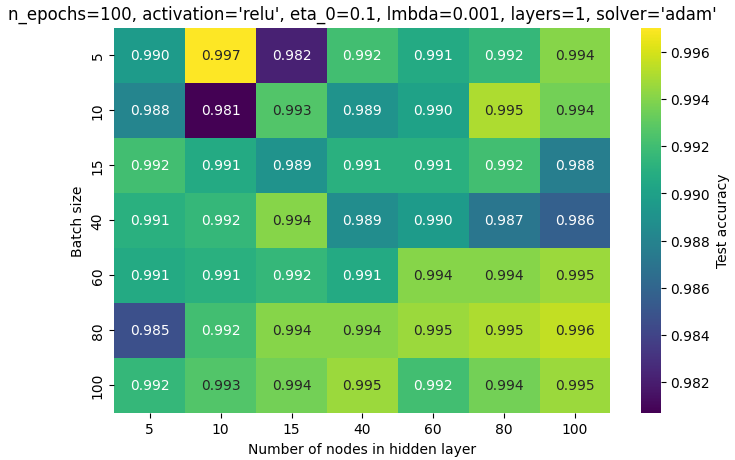 n_epochs=100, activation='relu', eta_0=0.1, lmbda=0.001, layers=1, solver='adam'
5 0.990 0.997 0.982 0.992 0.991 0.992 0.994
10 0.988 0.981 0.993 0.989 0.990 0.995 0.994
15 0.992 0.991 0.989 0.991 0.991 0.992 0.988
40 0.991 0.992 0.994 0.989 0.990 0.987 0.986
60 0.991 0.991 0.992 0.991 0.994 0.994 0.995
80 0.985 0.992 0.994 0.994 0.995 0.995 0.996
100 0.992 0.993 0.994 0.995 0.992 0.994 0.995
5 10 15 40 60 80 100
Number of nodes in hidden layer
Batch size
0.996
0.994
0.992
0.990
0.988
0.986
0.984
0.982
Test accuracy